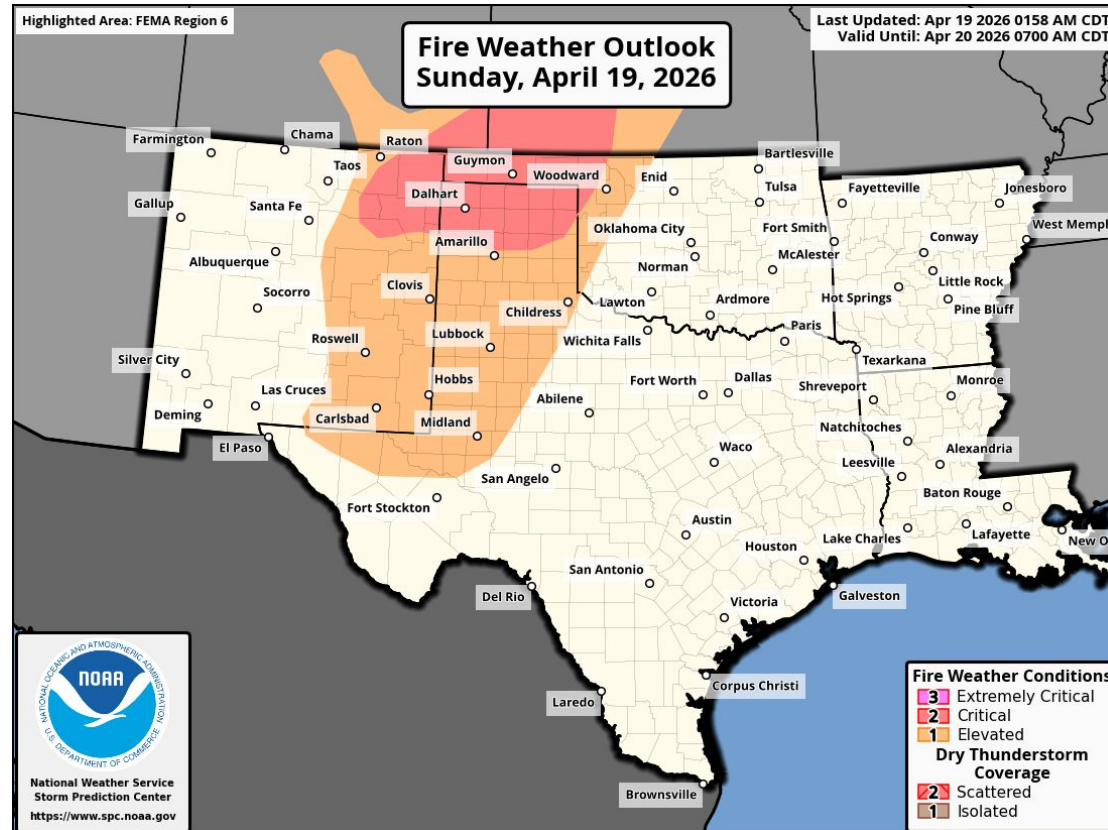 Highlighted Area: FEMA Region 6
Fire Weather Outlook
Sunday, April 19, 2026
Last Updated: Apr 19 2026 0158 AM CDT
Valid Until: Apr 20 2026 0700 AM CDT
Farmington
Chama
Raton
Taos
Guymon
Woodward
Enid
Bartlesville
Tulsa
Fayetteville
Jonesboro
Gallup
Santa Fe
Dalhart
West Memph
Amarillo
Oklahoma City
Fort Smith
Conway
Albuquerque
Norman
McAlester
Little Rock
Socorro
Clovis
Childress
Lawton
Ardmore
Hot Springs
Pine Bluff
Roswell
Lubbock
Wichita Falls
Paris
Silver City
Texarkana
Las Cruces
Hobbs
Fort Worth
Dallas
Shreveport
Monroe
Deming
Carlsbad
Midland
Abilene
Natchitoches
El Paso
Waco
Alexandria
San Angelo
Leesville
Fort Stockton
Baton Rouge
Austin
Houston
Lake Charles
Lafayette
New O
San Antonio
Del Rio
Victoria
Galveston
Corpus Christi
Laredo
Brownsville
NATIONAL OCEANIC AND ATMOSPHERIC ADMINISTRATION
NOAA
U.S. DEPARTMENT OF COMMERCE
National Weather Service
Storm Prediction Center
https://www.spc.noaa.gov
Fire Weather Conditions
3 Extremely Critical
2 Critical
1 Elevated
Dry Thunderstorm
Coverage
2 Scattered
1 Isolated